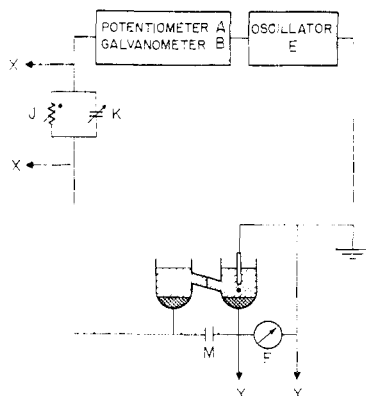 POTENTIOMETER A
GALVANOMETER B
OSCILLATOR
E
X
J
K
X
M
F
Y
Y